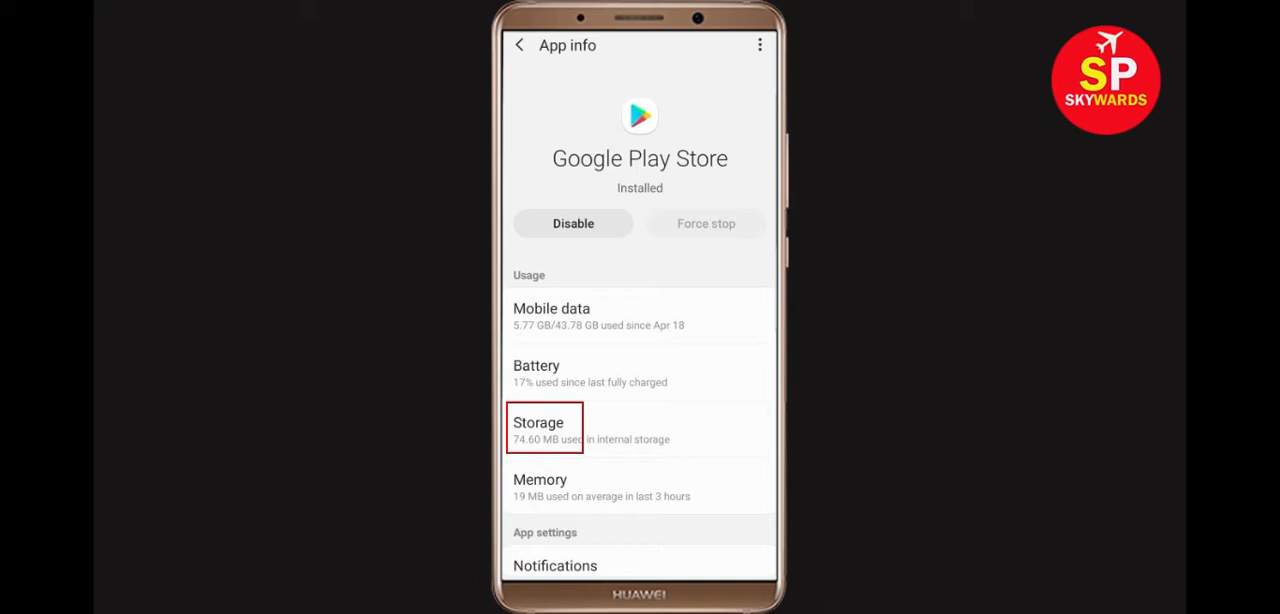 App info
SP
SKYWARDS
Google Play Store
Installed
Disable
Force stop
Usage
Mobile data
5.77 GB/43.78 GB used since Apr 18
Battery
17% used since last fully charged
Storage
74.60 MB used in internal storage
Memory
19 MB used on average in last 3 hours
App settings
Notifications
HUAWEI